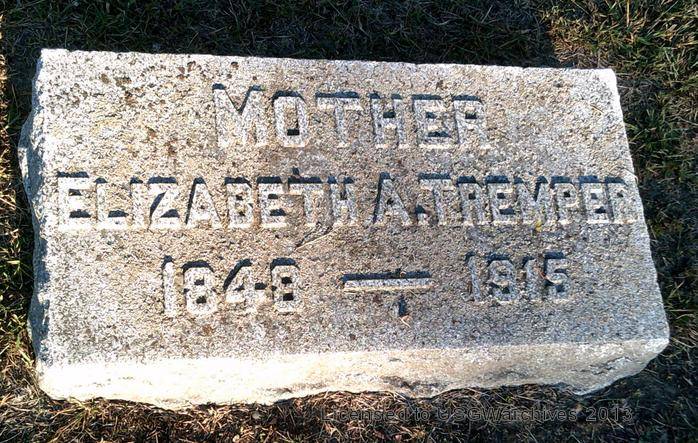 MOTHER
ELIZABETH A. TREMPER
1848 — 1915
Licensed to USGWarchives 2013